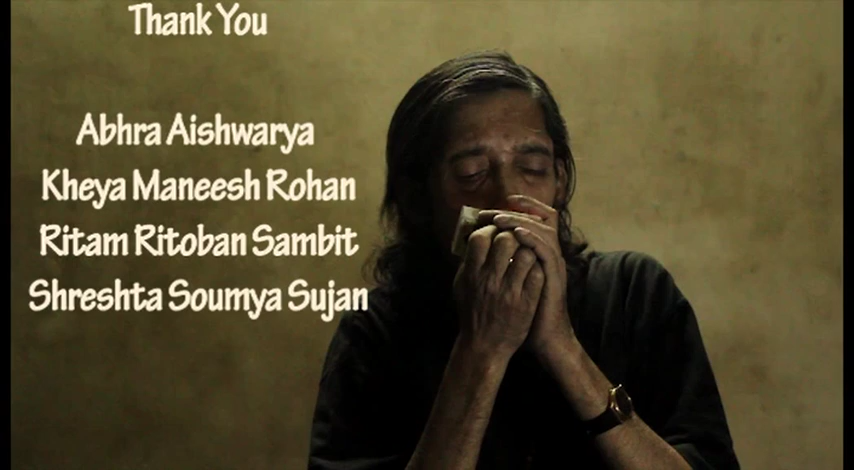 Thank You
Abhra Aishwarya
Kheya Maneesh Rohan
Ritam Ritoban Sambit
Shreshta Soumya Sujan